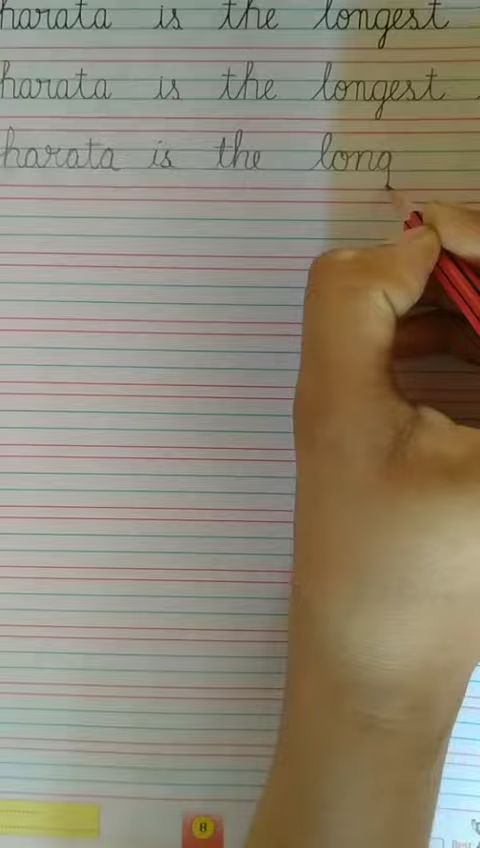 harata is the longest
harata is the longest
harata is the long
8